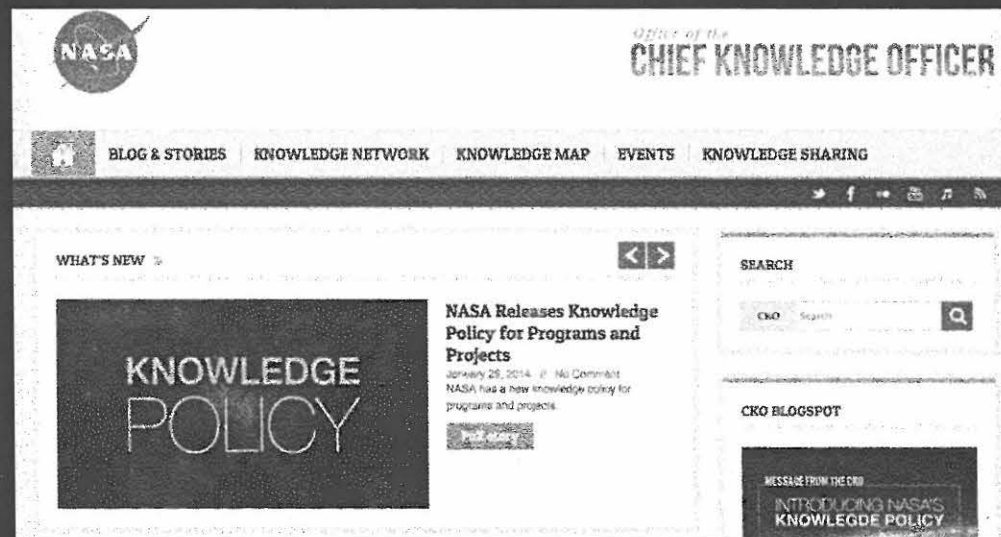 NASA
Office of the
CHIEF KNOWLEDGE OFFICER
BLOG & STORIES
KNOWLEDGE NETWORK
KNOWLEDGE MAP
EVENTS
KNOWLEDGE SHARING
WHAT'S NEW
KNOWLEDGE
POLICY
NASA Releases Knowledge
Policy for Programs and
Projects
January 29, 2014 // No Comment
NASA has a new knowledge policy for
programs and projects.
Full story
SEARCH
CKO Search
CKO BLOGSPOT
MESSAGE FROM THE CKO
INTRODUCING NASA'S
KNOWLEGDE POLICY